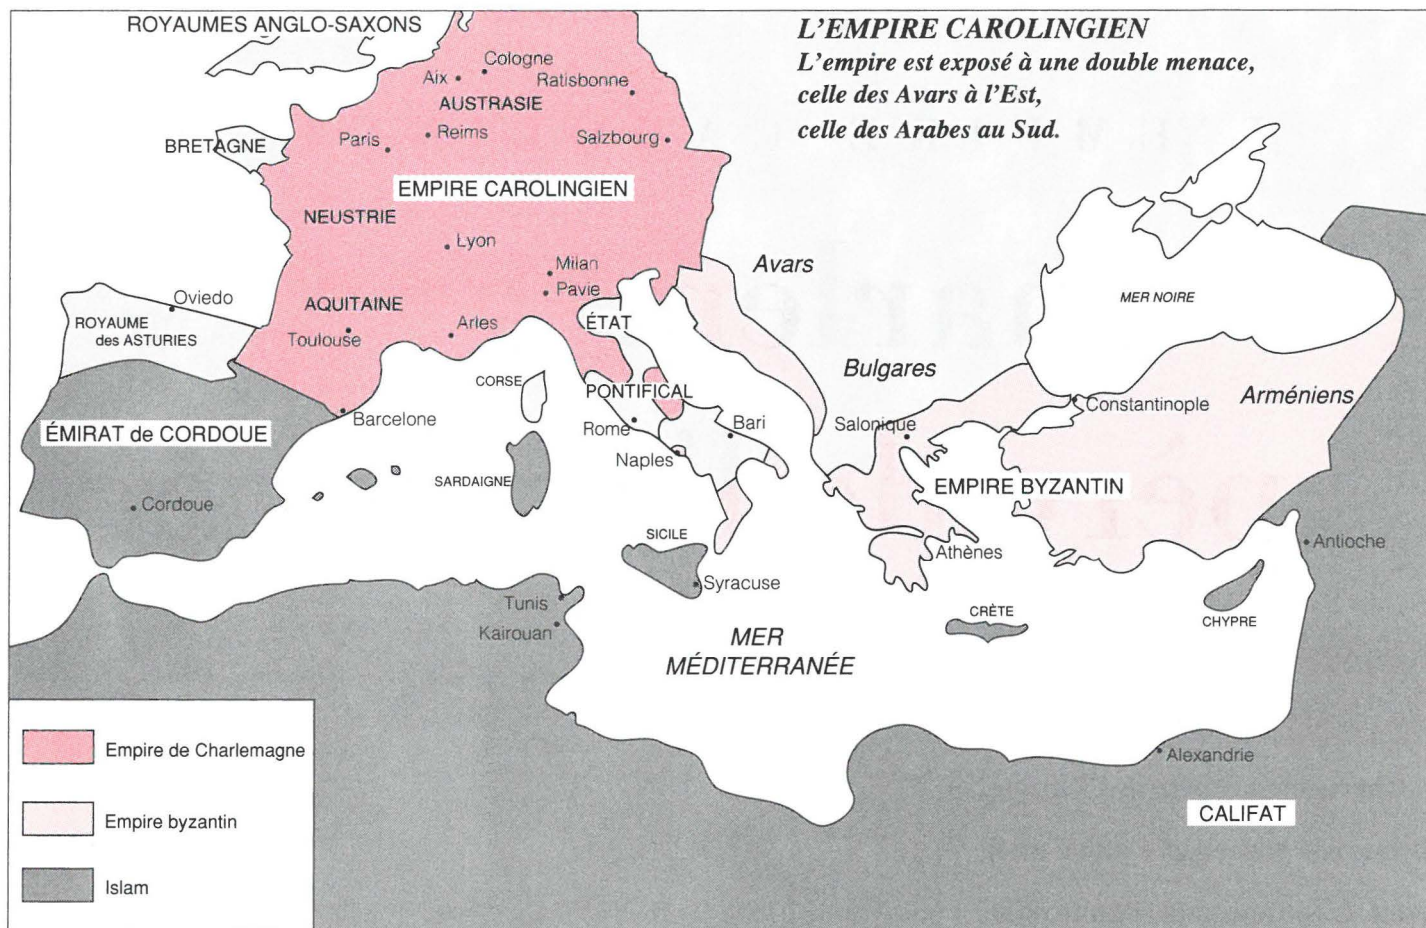 ROYAUMES ANGLO-SAXONS
L'EMPIRE CAROLINGIEN
L'empire est exposé à une double menace,
celle des Avars à l'Est,
celle des Arabes au Sud.
Cologne
Aix
Ratisbonne
AUSTRASIE
BRETAGNE
Paris
Reims
Salzbourg
EMPIRE CAROLINGIEN
NEUSTRIE
Lyon
Milan
Pavie
Avars
MER NOIRE
Oviedo
ROYAUME
des ASTURIES
AQUITAINE
Toulouse
Arles
ÉTAT
PONTIFICAL
CORSE
Bulgares
Arméniens
Barcelone
Rome
Bari
Salonique
Constantinople
ÉMIRAT de CORDOUE
Naples
SARDAIGNE
EMPIRE BYZANTIN
Cordoue
SICILE
Athènes
Antioche
Syracuse
Tunis
Kairouan
CRÈTE
CHYPRE
MER
MÉDITERRANÉE
Alexandrie
CALIFAT
Empire de Charlemagne
Empire byzantin
Islam